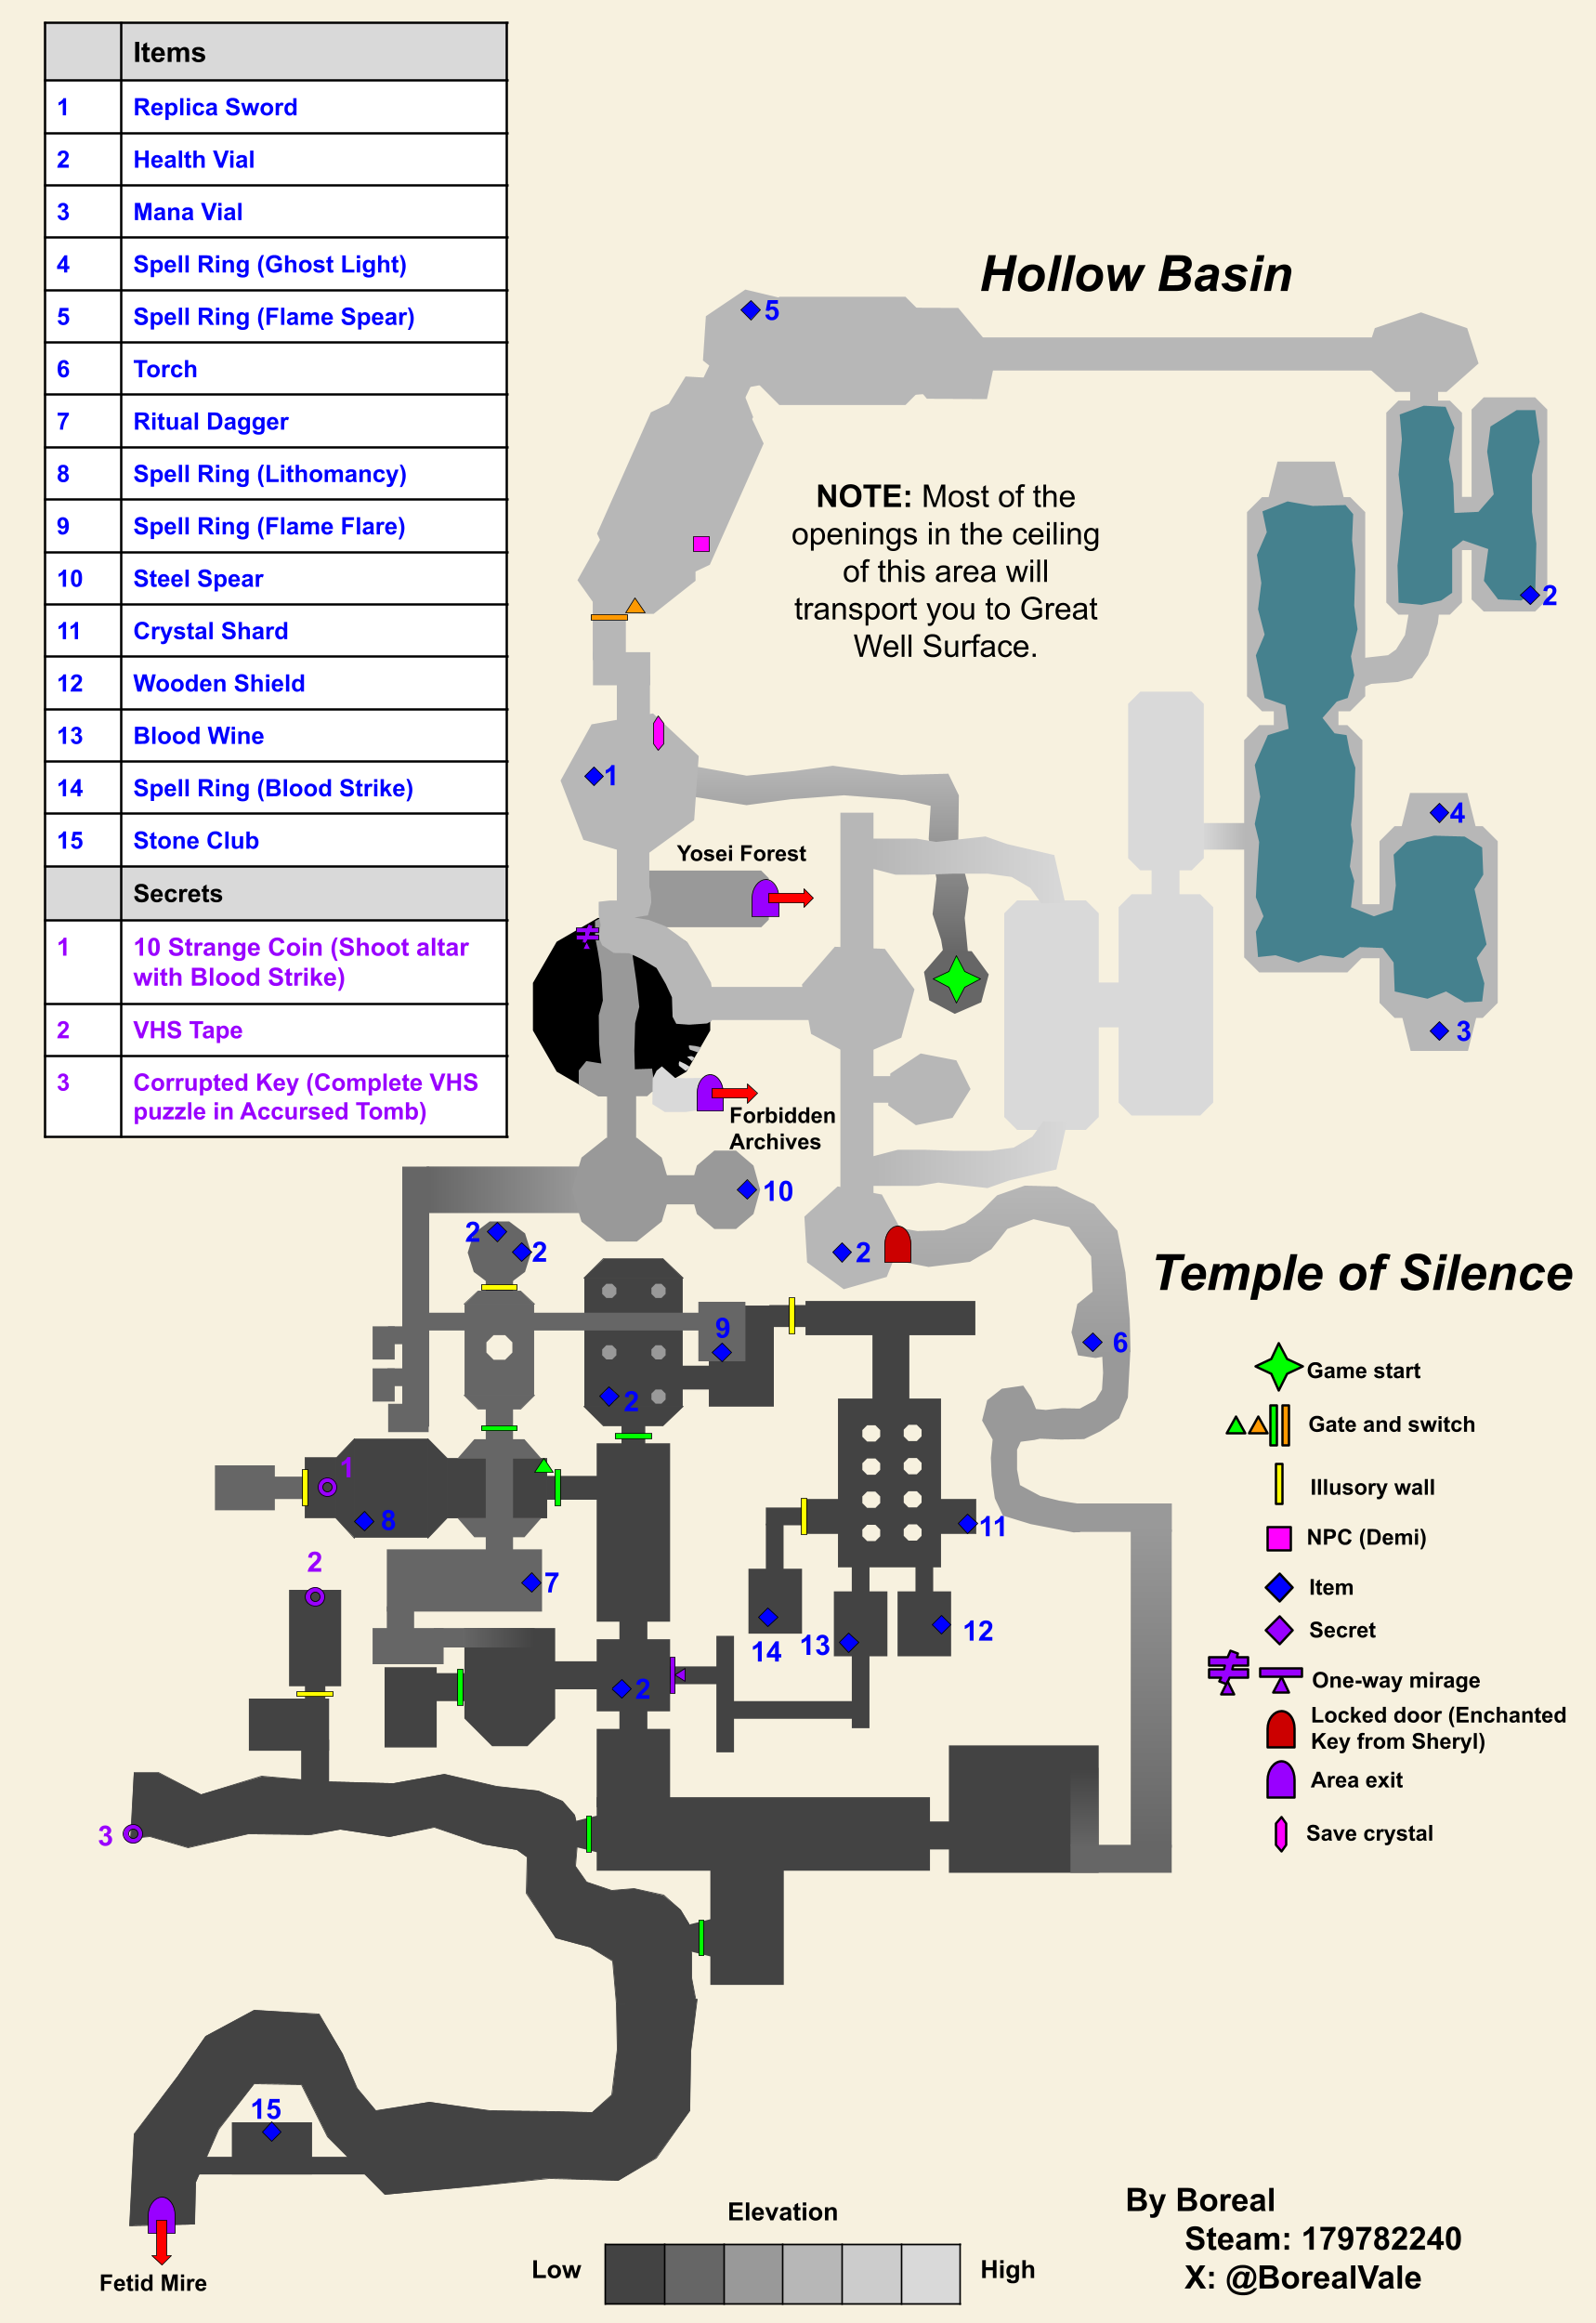 Items
1 Replica Sword
2 Health Vial
3 Mana Vial
4 Spell Ring (Ghost Light)
5 Spell Ring (Flame Spear)
6 Torch
7 Ritual Dagger
8 Spell Ring (Lithomancy)
9 Spell Ring (Flame Flare)
10 Steel Spear
11 Crystal Shard
12 Wooden Shield
13 Blood Wine
14 Spell Ring (Blood Strike)
15 Stone Club
Secrets
1 10 Strange Coin (Shoot altar
with Blood Strike)
2 VHS Tape
3 Corrupted Key (Complete VHS
puzzle in Accursed Tomb)
Hollow Basin
5
NOTE: Most of the
openings in the ceiling
of this area will
transport you to Great
Well Surface.
2
1
4
Yosei Forest
3
Forbidden
Archives
10
2
2
2
Temple of Silence
9
6
2
Game start
Gate and switch
1
Illusory wall
8
11
NPC (Demi)
2
7
Item
14
13
12
Secret
2
One-way mirage
Locked door (Enchanted
Key from Sheryl)
Area exit
3
Save crystal
15
Fetid Mire
Elevation
Low
High
By Boreal
Steam: 179782240
X: @BorealVale